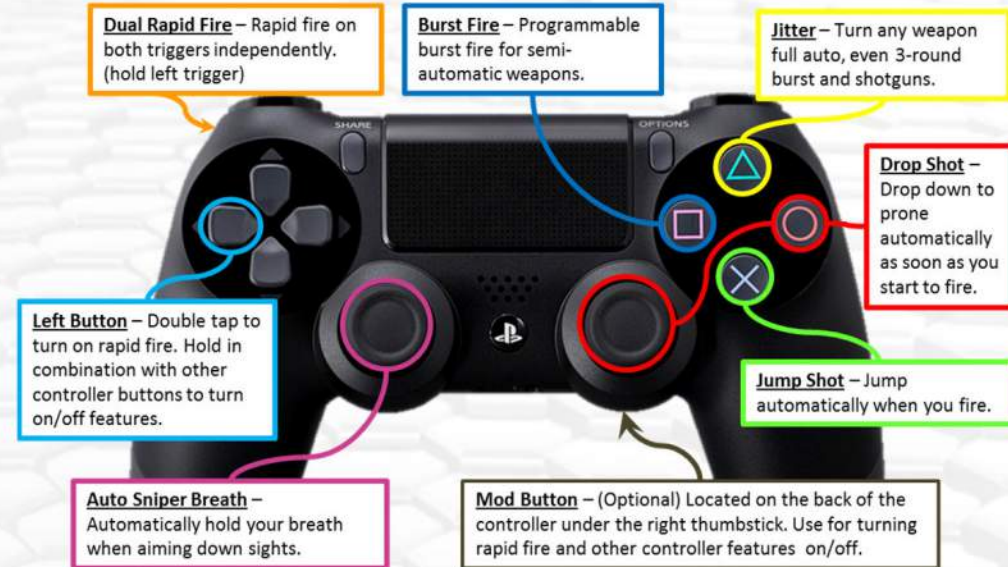 Dual Rapid Fire – Rapid fire on
both triggers independently.
(hold left trigger)
Burst Fire – Programmable
burst fire for semi-
automatic weapons.
Jitter – Turn any weapon
full auto, even 3-round
burst and shotguns.
SHARE
OPTIONS
Drop Shot –
Drop down to
prone
automatically
as soon as you
start to fire.
Left Button – Double tap to
turn on rapid fire. Hold in
combination with other
controller buttons to turn
on/off features.
Jump Shot – Jump
automatically when you fire.
Auto Sniper Breath –
Automatically hold your breath
when aiming down sights.
Mod Button – (Optional) Located on the back of the
controller under the right thumbstick. Use for turning
rapid fire and other controller features  on/off.